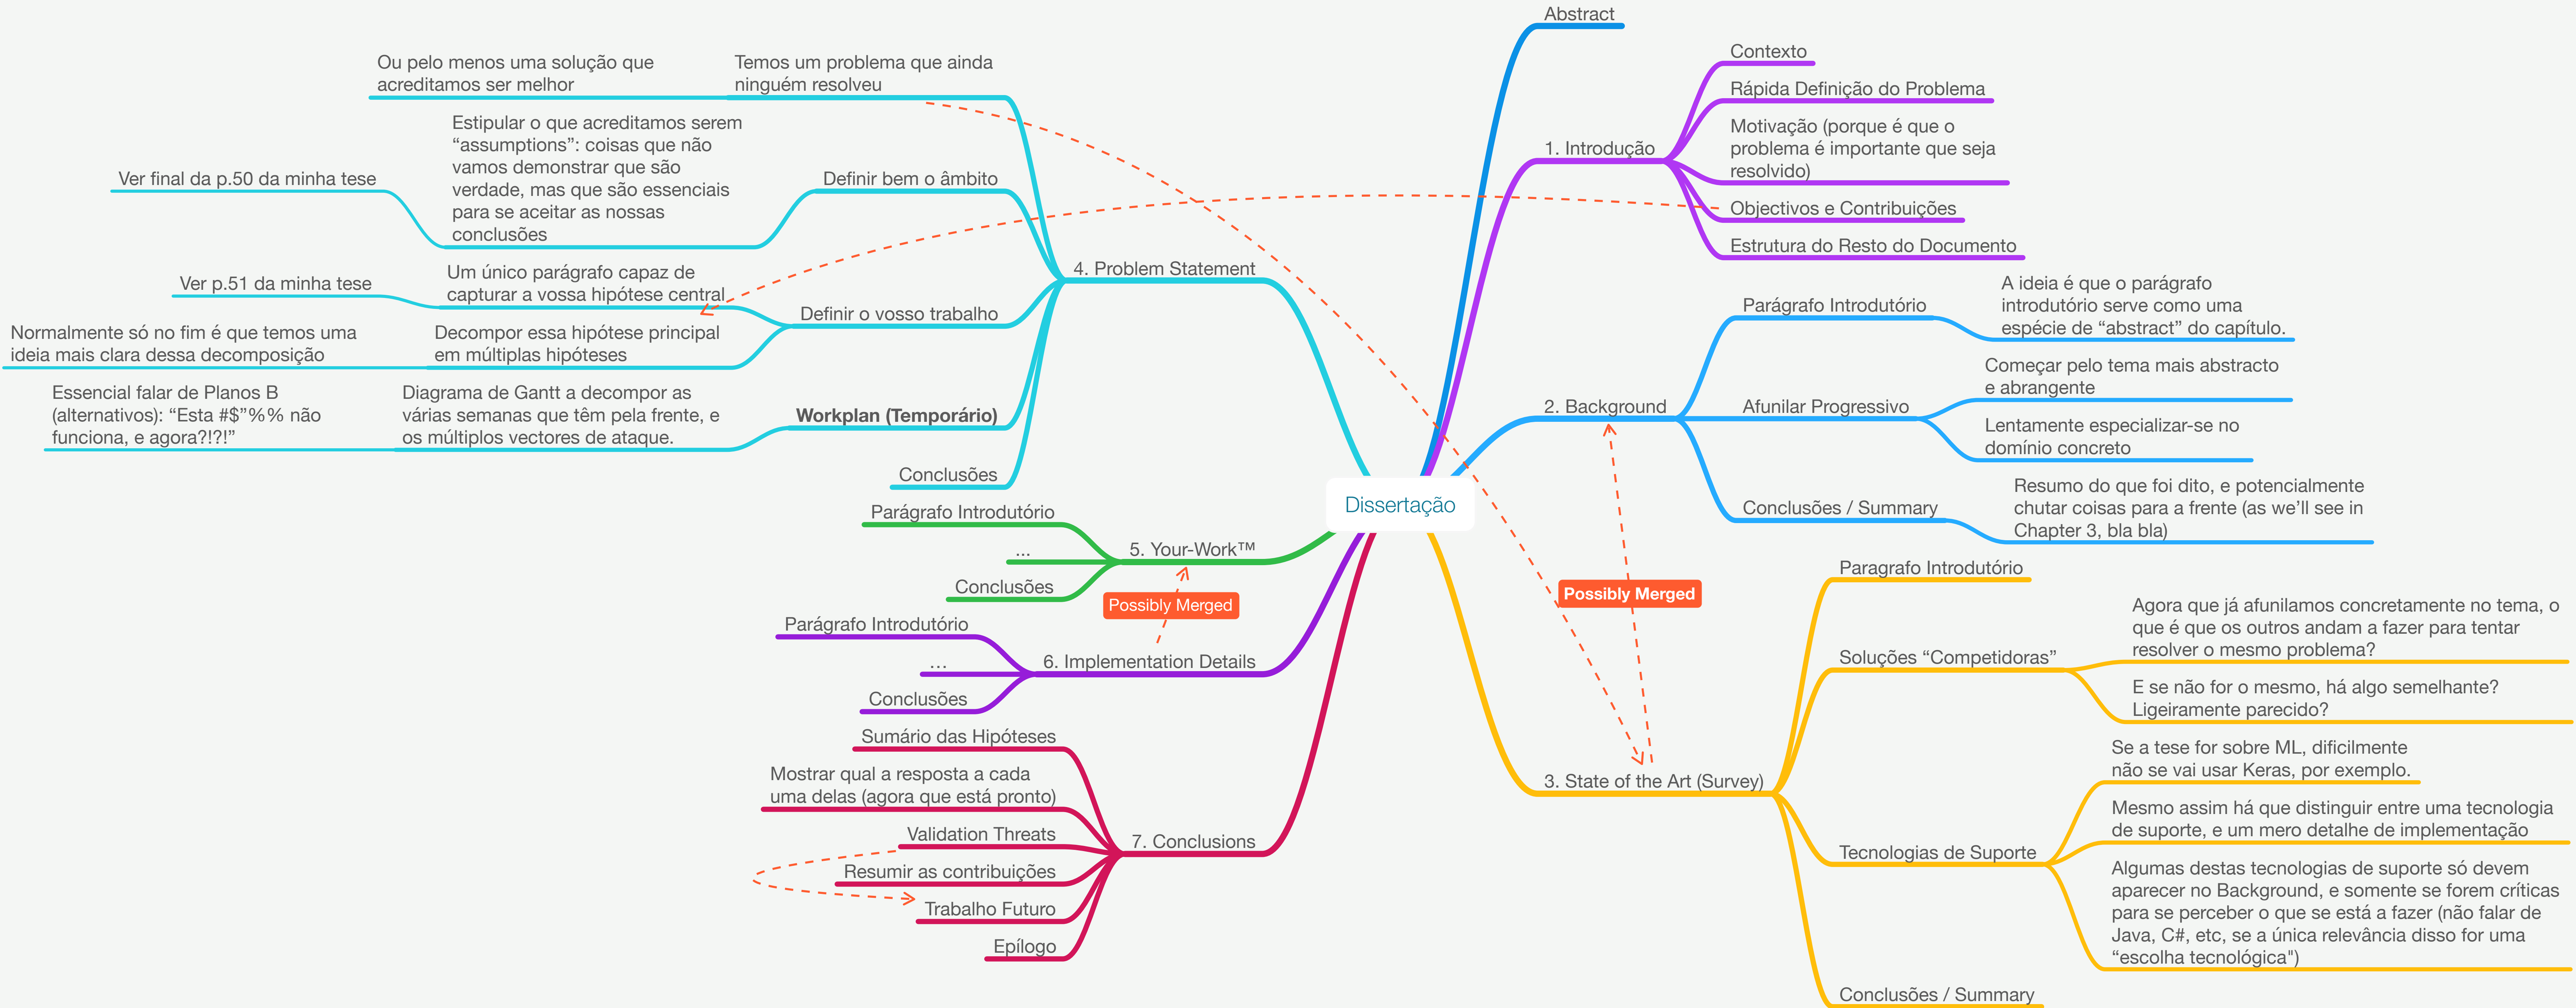 Dissertação
Abstract
1. Introdução
Contexto
Rápida Definição do Problema
Motivação (porque é que o
problema é importante que seja
resolvido)
Objectivos e Contribuições
Estrutura do Resto do Documento
2. Background
Parágrafo Introdutório
A ideia é que o parágrafo
introdutório serve como uma
espécie de “abstract” do capítulo.
Afunilar Progressivo
Começar pelo tema mais abstracto
e abrangente
Lentamente especializar-se no
domínio concreto
Conclusões / Summary
Resumo do que foi dito, e potencialmente
chutar coisas para a frente (as we’ll see in
Chapter 3, bla bla)
Possibly Merged
3. State of the Art (Survey)
Paragrafo Introdutório
Soluções “Competidoras”
Agora que já afunilamos concretamente no tema, o
que é que os outros andam a fazer para tentar
resolver o mesmo problema?
E se não for o mesmo, há algo semelhante?
Ligeiramente parecido?
Tecnologias de Suporte
Se a tese for sobre ML, dificilmente
não se vai usar Keras, por exemplo.
Mesmo assim há que distinguir entre uma tecnologia
de suporte, e um mero detalhe de implementação
Algumas destas tecnologias de suporte só devem
aparecer no Background, e somente se forem críticas
para se perceber o que se está a fazer (não falar de
Java, C#, etc, se a única relevância disso for uma
“escolha tecnológica")
Conclusões / Summary
4. Problem Statement
Temos um problema que ainda
ninguém resolveu
Ou pelo menos uma solução que
acreditamos ser melhor
Definir bem o âmbito
Estipular o que acreditamos serem
“assumptions”: coisas que não
vamos demonstrar que são
verdade, mas que são essenciais
para se aceitar as nossas
conclusões
Ver final da p.50 da minha tese
Definir o vosso trabalho
Um único parágrafo capaz de
capturar a vossa hipótese central
Ver p.51 da minha tese
Decompor essa hipótese principal
em múltiplas hipóteses
Normalmente só no fim é que temos uma
ideia mais clara dessa decomposição
Workplan (Temporário)
Diagrama de Gantt a decompor as
várias semanas que têm pela frente, e
os múltiplos vectores de ataque.
Essencial falar de Planos B
(alternativos): “Esta #$”%% não
funciona, e agora?!?!”
Conclusões
5. Your-Work™
Parágrafo Introdutório
...
Conclusões
Possibly Merged
6. Implementation Details
Parágrafo Introdutório
…
Conclusões
7. Conclusions
Sumário das Hipóteses
Mostrar qual a resposta a cada
uma delas (agora que está pronto)
Validation Threats
Resumir as contribuições
Trabalho Futuro
Epílogo